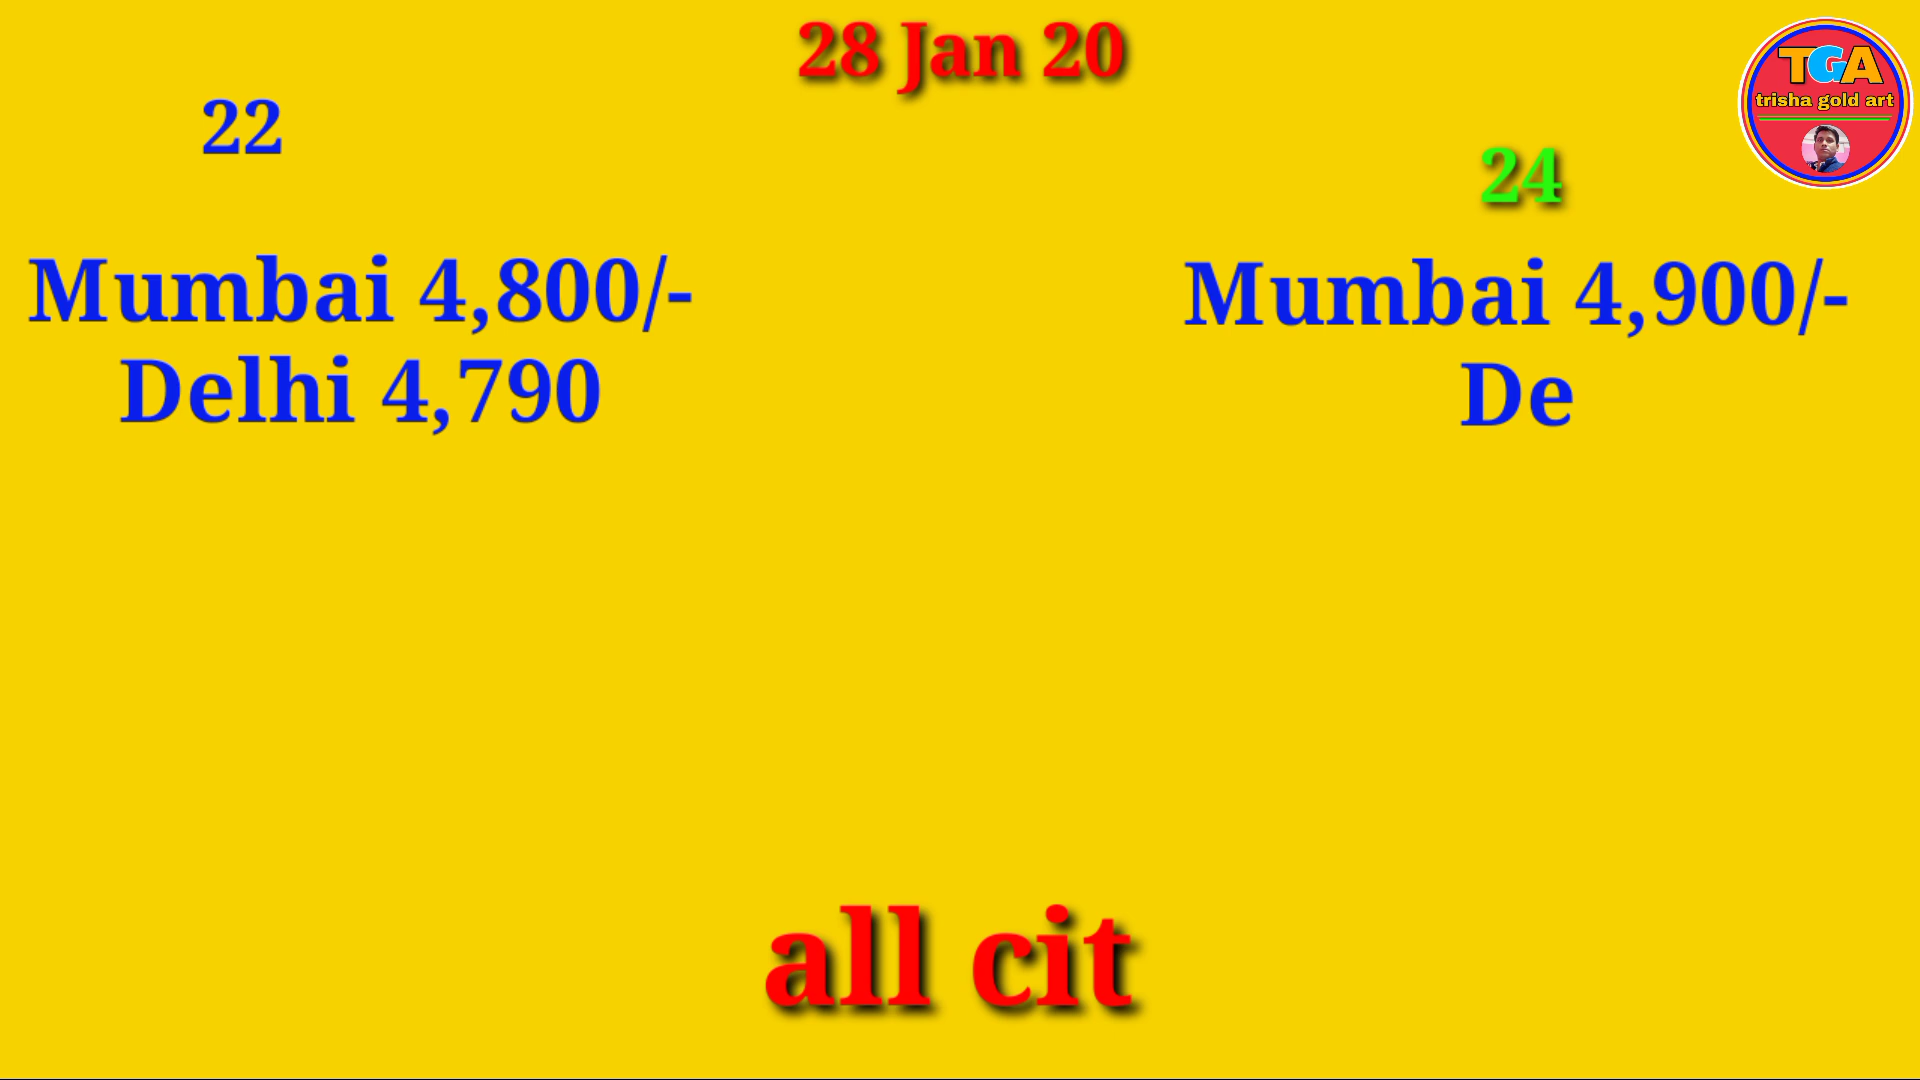 28 Jan 20
TGA
trisha gold art
22
24
Mumbai 4,800/-
Delhi 4,790
Mumbai 4,900/-
De
all cit